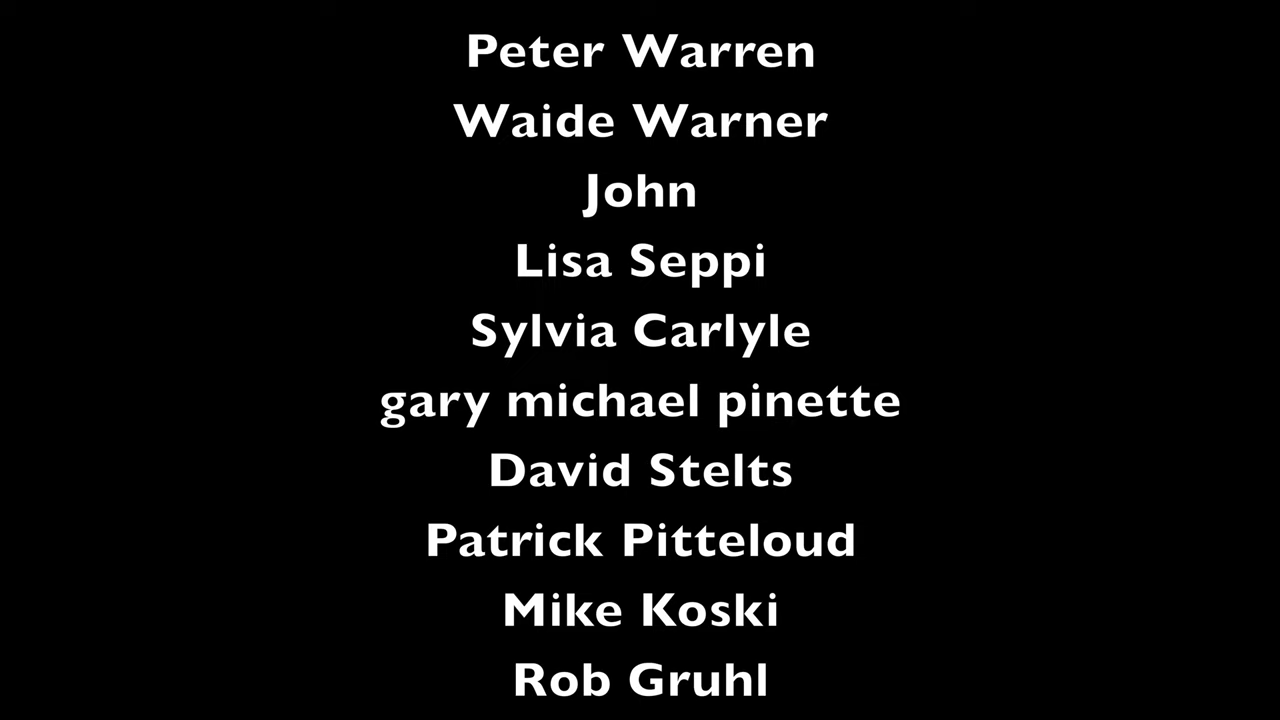 Peter Warren
Waide Warner
John
Lisa Seppi
Sylvia Carlyle
gary michael pinette
David Stelts
Patrick Pitteloud
Mike Koski
Rob Gruhl